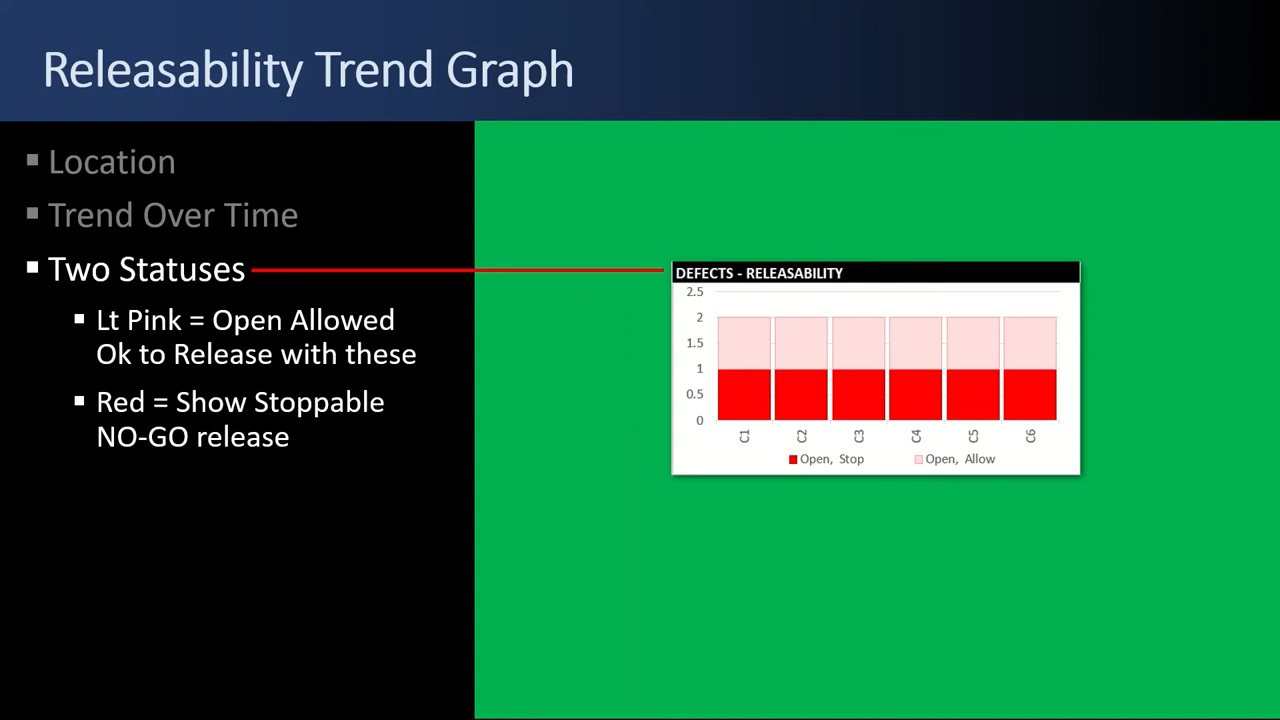 Releasability Trend Graph
Location
Trend Over Time
Two Statuses
Lt Pink = Open Allowed
Ok to Release with these
Red = Show Stoppable
NO-GO release
DEFECTS - RELEASABILITY
2.5
2
1.5
1
0.5
0
C1 C2 C3 C4 C5 C6
Open, Stop Open, Allow